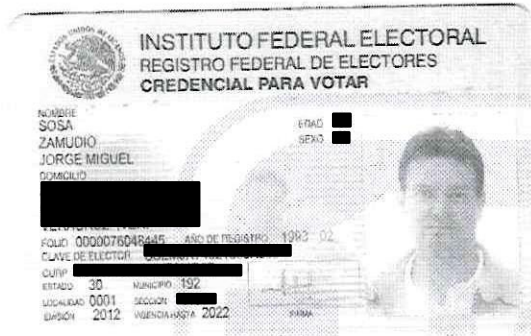 INSTITUTO FEDERAL ELECTORAL
REGISTRO FEDERAL DE ELECTORES
CREDENCIAL PARA VOTAR
NOMBRE
SOSA
ZAMUDIO
JORGE MIGUEL
EDAD
SEXO
DOMICILIO
FOLIO 0000076048445 AÑO DE REGISTRO 1993 02
CLAVE DE ELECTOR
CURP
ESTADO 30 MUNICIPIO 192
LOCALIDAD 0001 SECCIÓN
EMISIÓN 2012 VIGENCIA HASTA 2022
FIRMA